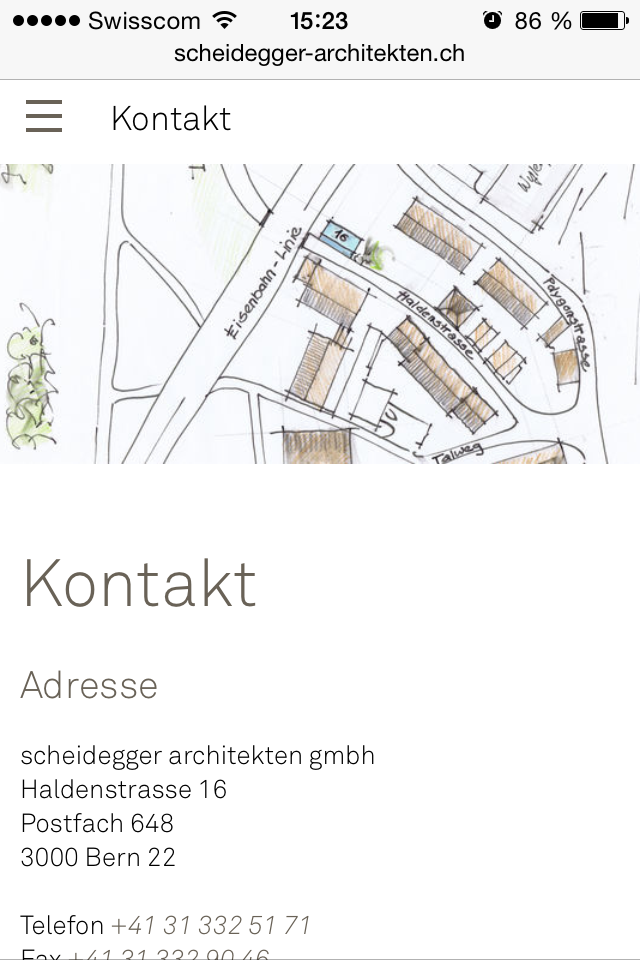 Swisscom 15:23 86 %
scheidegger-architekten.ch
Kontakt
16
Eisenbahn-Linie
Haldenstrasse
Polygonstrasse
Talweg
Kontakt
Adresse
scheidegger architekten gmbh
Haldenstrasse 16
Postfach 648
3000 Bern 22
Telefon +41 31 332 51 71
Fax +41 31 332 90 46